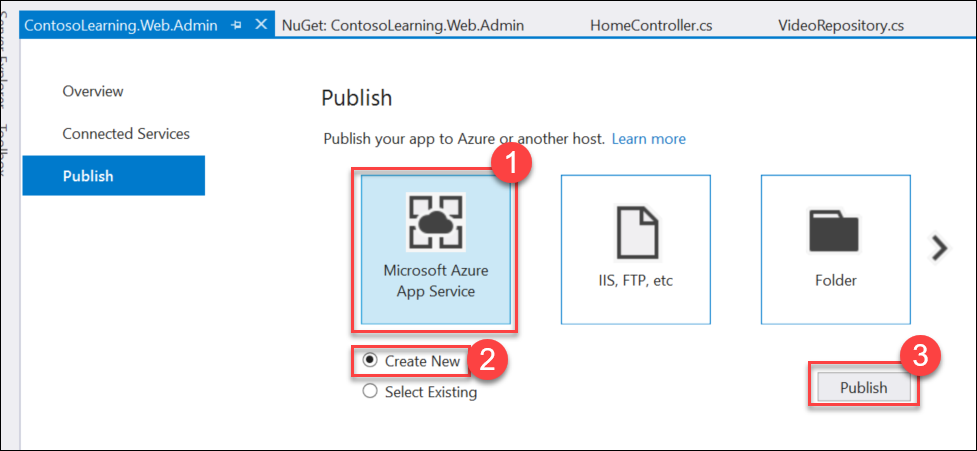 ContosoLearning.Web.Admin
NuGet: ContosoLearning.Web.Admin
HomeController.cs
VideoRepository.cs
Server Explorer
Toolbox
Overview
Connected Services
Publish
Publish
Publish your app to Azure or another host. Learn more
1
Microsoft Azure
App Service
IIS, FTP, etc
Folder
Create New
2
Select Existing
3
Publish